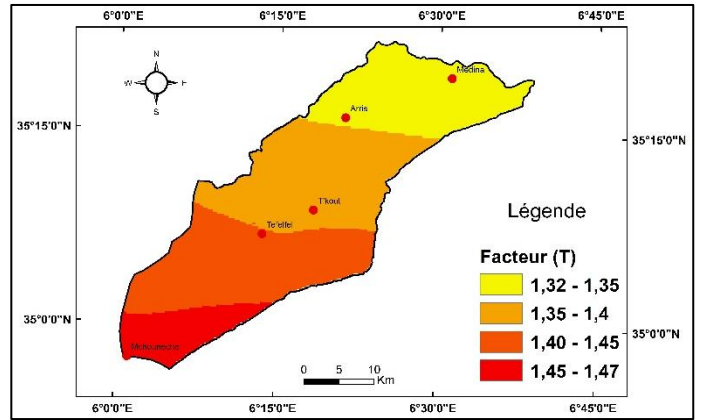 6°0'0"E 6°15'0"E 6°30'0"E 6°45'0"E
N
W E
S
Medina
Arris
35°15'0"N 35°15'0"N
T'kout
Tefelfel
Légende
Facteur (T)
1,32 - 1,35
1,35 - 1,4
1,40 - 1,45
1,45 - 1,47
35°0'0"N 35°0'0"N
0 5 10
Km
6°0'0"E 6°15'0"E 6°30'0"E 6°45'0"E